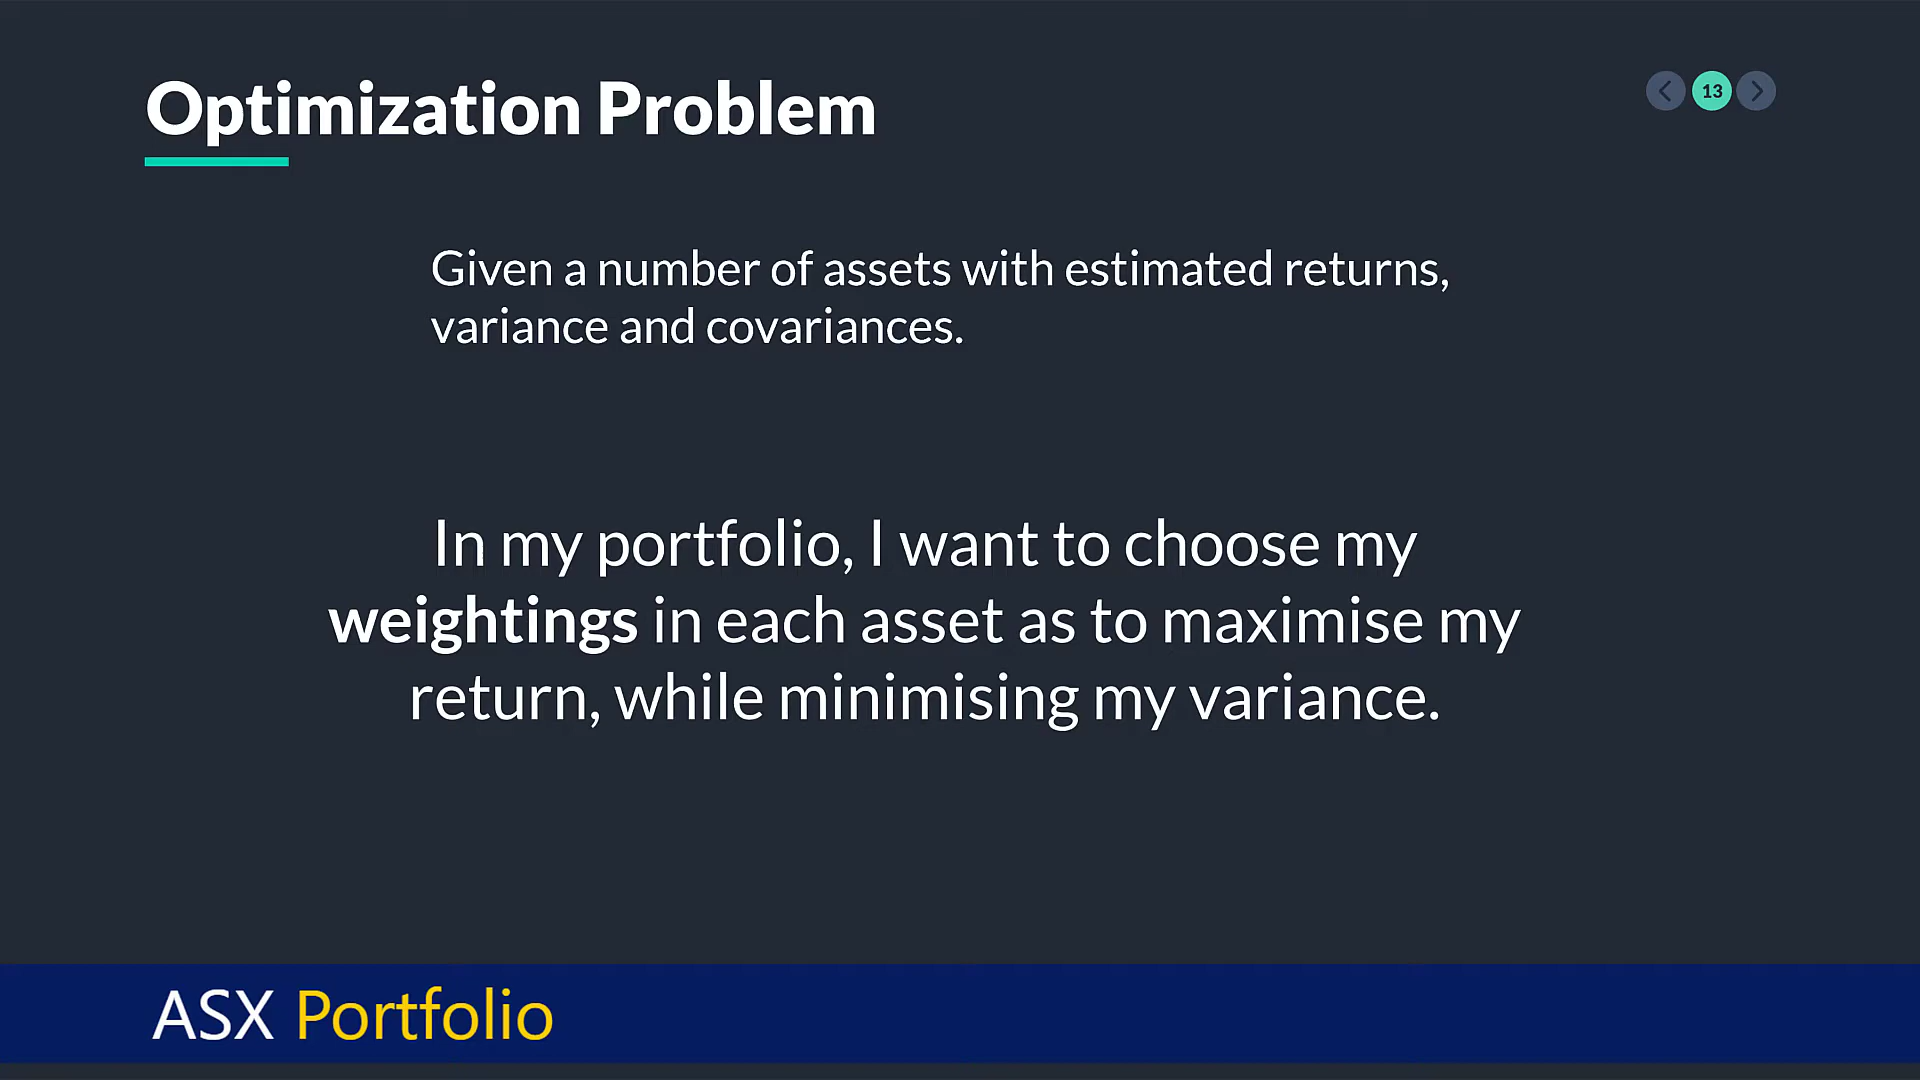 Optimization Problem
13
Given a number of assets with estimated returns,
variance and covariances.
In my portfolio, I want to choose my
weightings in each asset as to maximise my
return, while minimising my variance.
ASX Portfolio